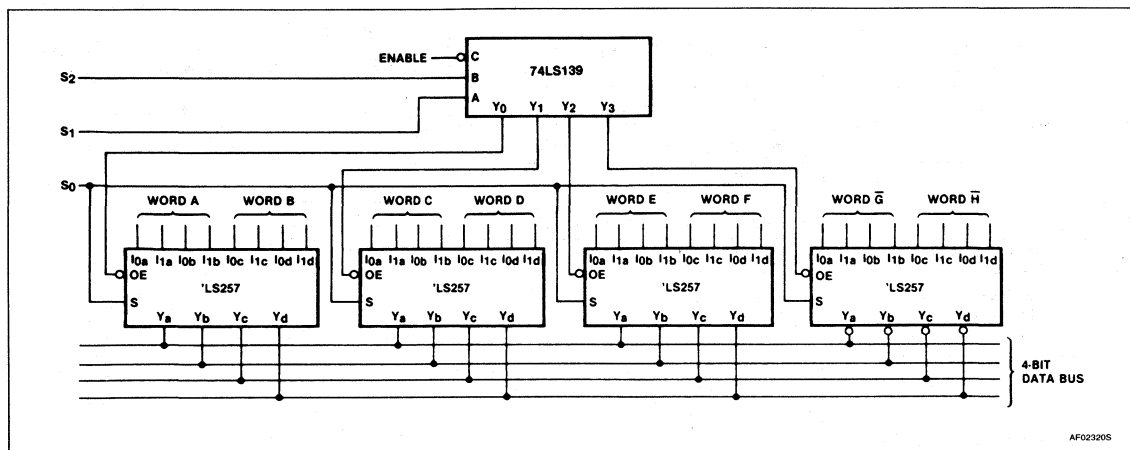 ENABLE
C
B
A
74LS139
Y0 Y1 Y2 Y3
S2
S1
S0
WORD A WORD B
I0a I1a I0b I1b I0c I1c I0d I1d
OE
'LS257
S
Ya Yb Yc Yd
WORD C WORD D
I0a I1a I0b I1b I0c I1c I0d I1d
OE
'LS257
S
Ya Yb Yc Yd
WORD E WORD F
I0a I1a I0b I1b I0c I1c I0d I1d
OE
'LS257
S
Ya Yb Yc Yd
WORD G̅ WORD H̅
I0a I1a I0b I1b I0c I1c I0d I1d
OE
'LS257
S
Ya Yb Yc Yd
4-BIT
DATA BUS
AF02320S